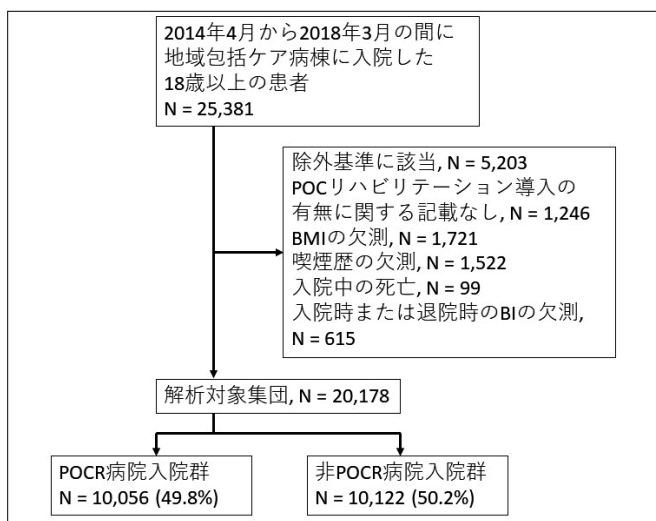 2014年4月から2018年3月の間に
地域包括ケア病棟に入院した
18歳以上の患者
N = 25,381
除外基準に該当, N = 5,203
POCリハビリテーション導入の
有無に関する記載なし, N = 1,246
BMIの欠測, N = 1,721
喫煙歴の欠測, N = 1,522
入院中の死亡, N = 99
入院時または退院時のBIの欠測,
N = 615
解析対象集団, N = 20,178
POCR病院入院群
N = 10,056 (49.8%)
非POCR病院入院群
N = 10,122 (50.2%)